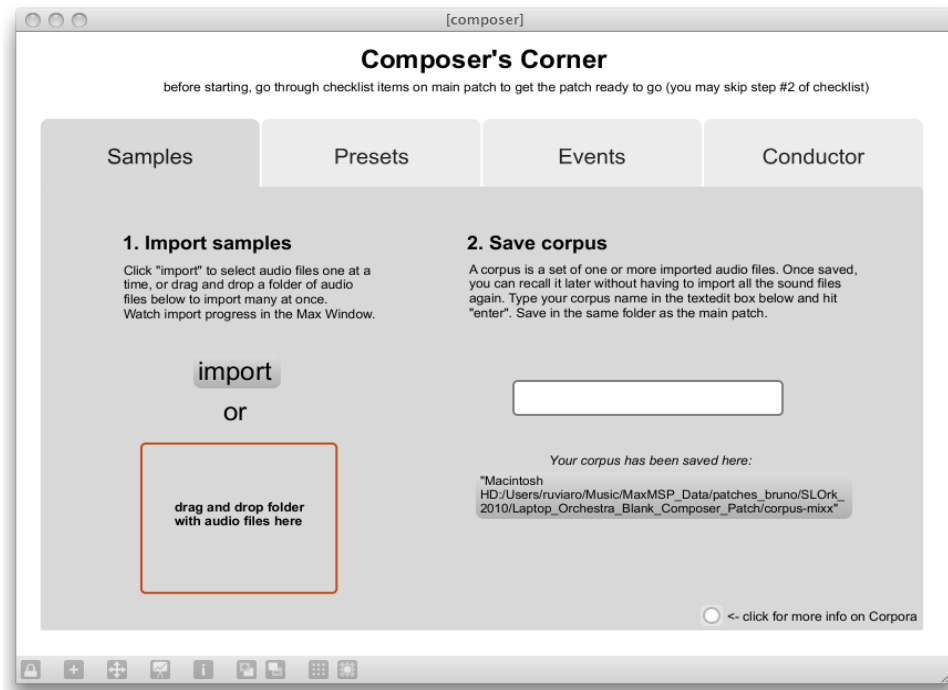 [composer]
Composer's Corner
before starting, go through checklist items on main patch to get the patch ready to go (you may skip step #2 of checklist)
Samples
Presets
Events
Conductor
1. Import samples
Click "import" to select audio files one at a
time, or drag and drop a folder of audio
files below to import many at once.
Watch import progress in the Max Window.
import
or
drag and drop folder
with audio files here
2. Save corpus
A corpus is a set of one or more imported audio files. Once saved,
you can recall it later without having to import all the sound files
again. Type your corpus name in the textedit box below and hit
"enter". Save in the same folder as the main patch.
Your corpus has been saved here:
"Macintosh
HD:/Users/ruviaro/Music/MaxMSP_Data/patches_bruno/SLOrk_
2010/Laptop_Orchestra_Blank_Composer_Patch/corpus-mixx"
<- click for more info on Corpora